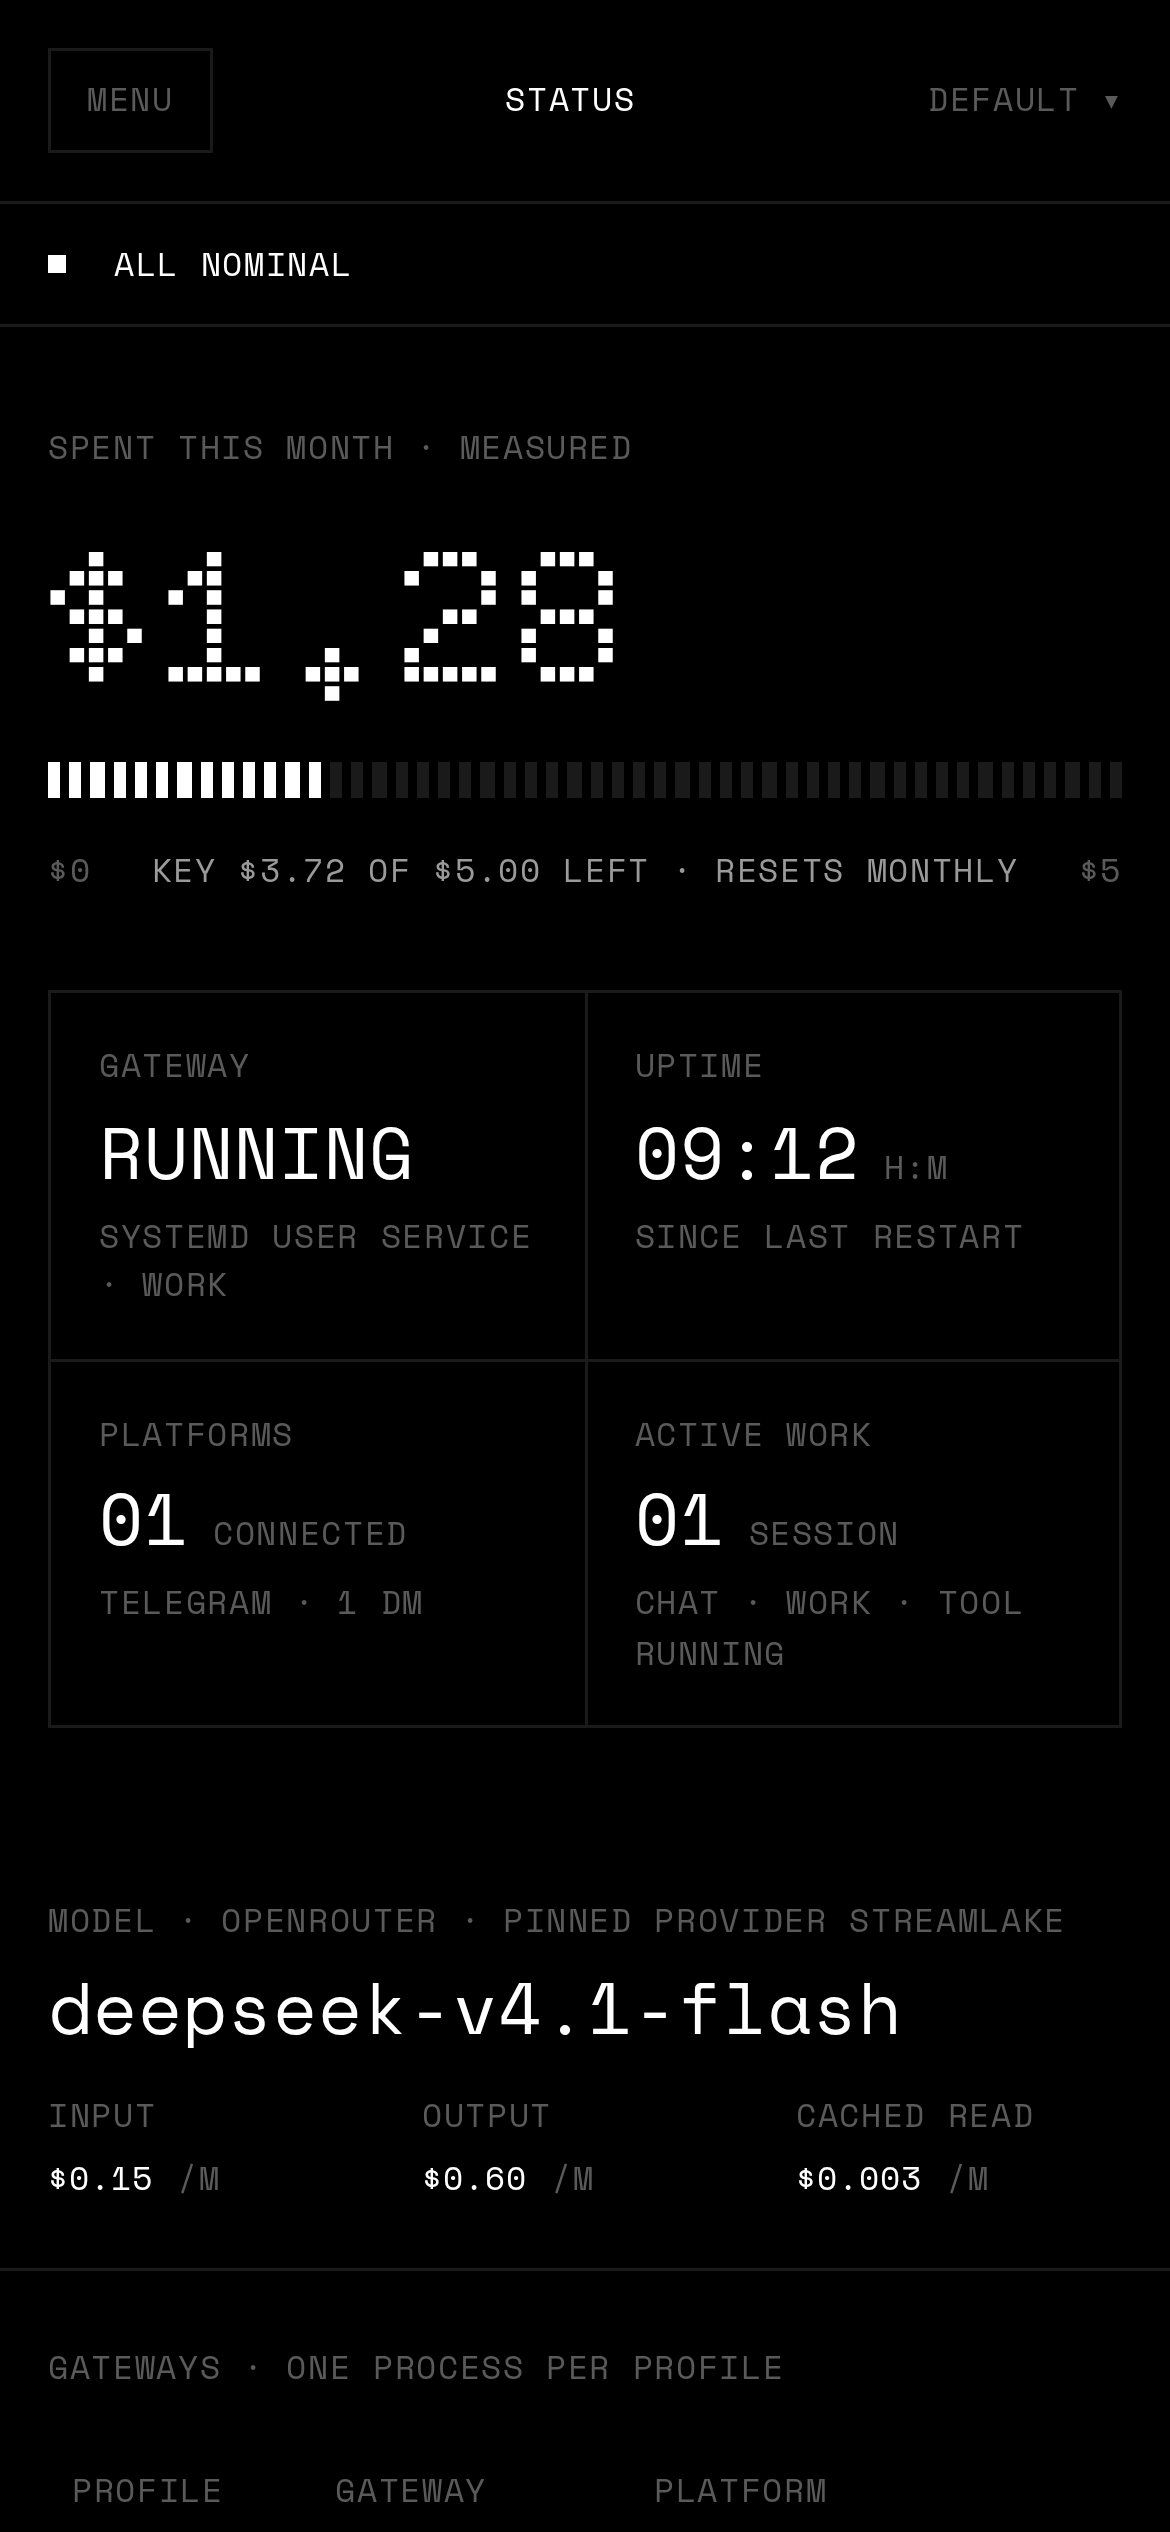 MENU STATUS DEFAULT ▾
ALL NOMINAL
SPENT THIS MONTH · MEASURED
$1,28
$0 KEY $3.72 OF $5.00 LEFT · RESETS MONTHLY $5
GATEWAY
RUNNING
SYSTEMD USER SERVICE
· WORK
UPTIME
09:12 H:M
SINCE LAST RESTART
PLATFORMS
01 CONNECTED
TELEGRAM · 1 DM
ACTIVE WORK
01 SESSION
CHAT · WORK · TOOL
RUNNING
MODEL · OPENROUTER · PINNED PROVIDER STREAMLAKE
deepseek-v4.1-flash
INPUT OUTPUT CACHED READ
$0.15 /M $0.60 /M $0.003 /M
GATEWAYS · ONE PROCESS PER PROFILE
PROFILE GATEWAY PLATFORM